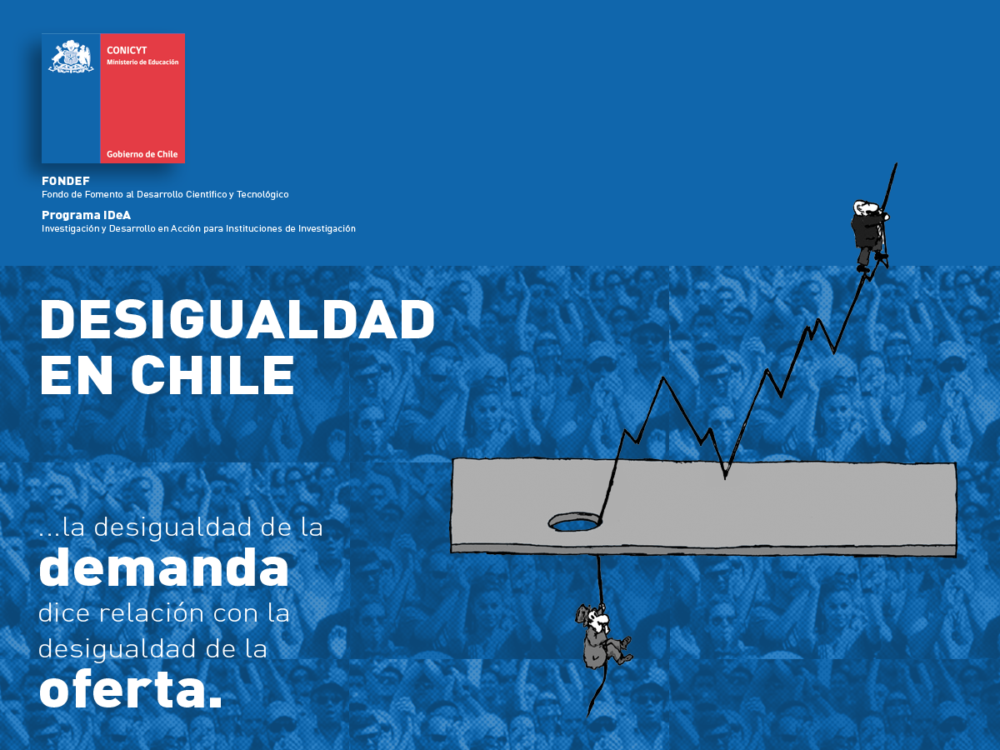 CONICYT
Ministerio de Educación
Gobierno de Chile
FONDEF
Fondo de Fomento al Desarrollo Científico y Tecnológico
Programa IDeA
Investigación y Desarrollo en Acción para Instituciones de Investigación
DESIGUALDAD
EN CHILE
...la desigualdad de la
demanda
dice relación con la
desigualdad de la
oferta.